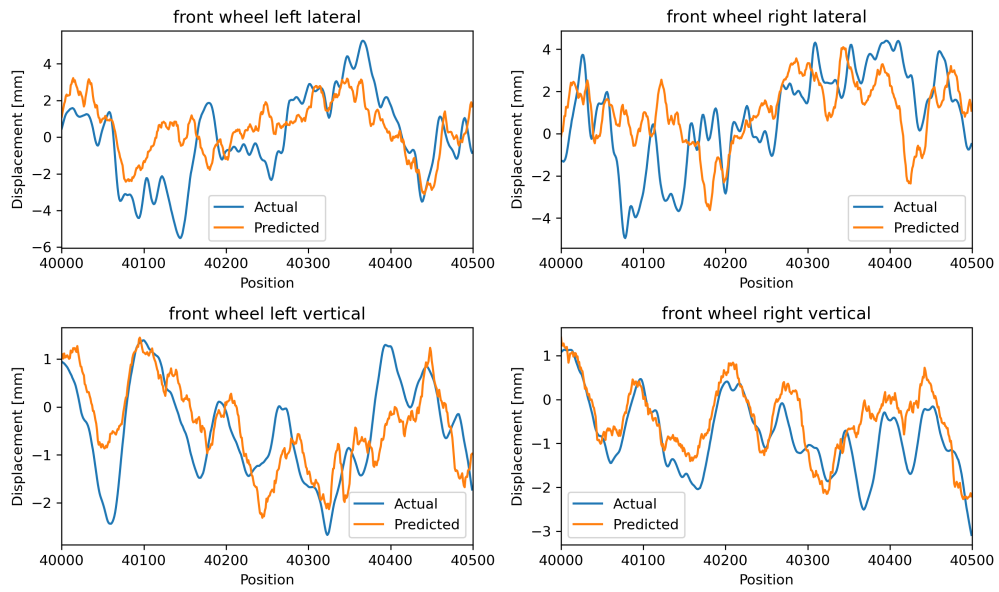 front wheel left lateral
Displacement [mm]
4
2
0
−2
−4
−6
40000 40100 40200 40300 40400 40500
Position
Actual
Predicted
front wheel right lateral
Displacement [mm]
4
2
0
−2
−4
40000 40100 40200 40300 40400 40500
Position
Actual
Predicted
front wheel left vertical
Displacement [mm]
1
0
−1
−2
40000 40100 40200 40300 40400 40500
Position
Actual
Predicted
front wheel right vertical
Displacement [mm]
1
0
−1
−2
−3
40000 40100 40200 40300 40400 40500
Position
Actual
Predicted